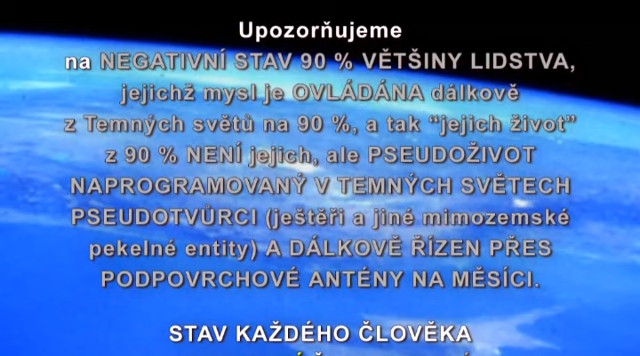 Upozorňujeme
na NEGATIVNÍ STAV 90 % VĚTŠINY LIDSTVA,
jejichž mysl je OVLÁDÁNA dálkově
z Temných světů na 90 %, a tak “jejich život”
z 90 % NENÍ jejich, ale PSEUDOŽIVOT
NAPROGRAMOVANÝ V TEMNÝCH SVĚTECH
PSEUDOTVŮRCI (ještěři a jiné mimozemské
pekelné entity) A DÁLKOVĚ ŘÍZEN PŘES
PODPOVRCHOVÉ ANTÉNY NA MĚSÍCI.
STAV KAŽDÉHO ČLOVĚKA